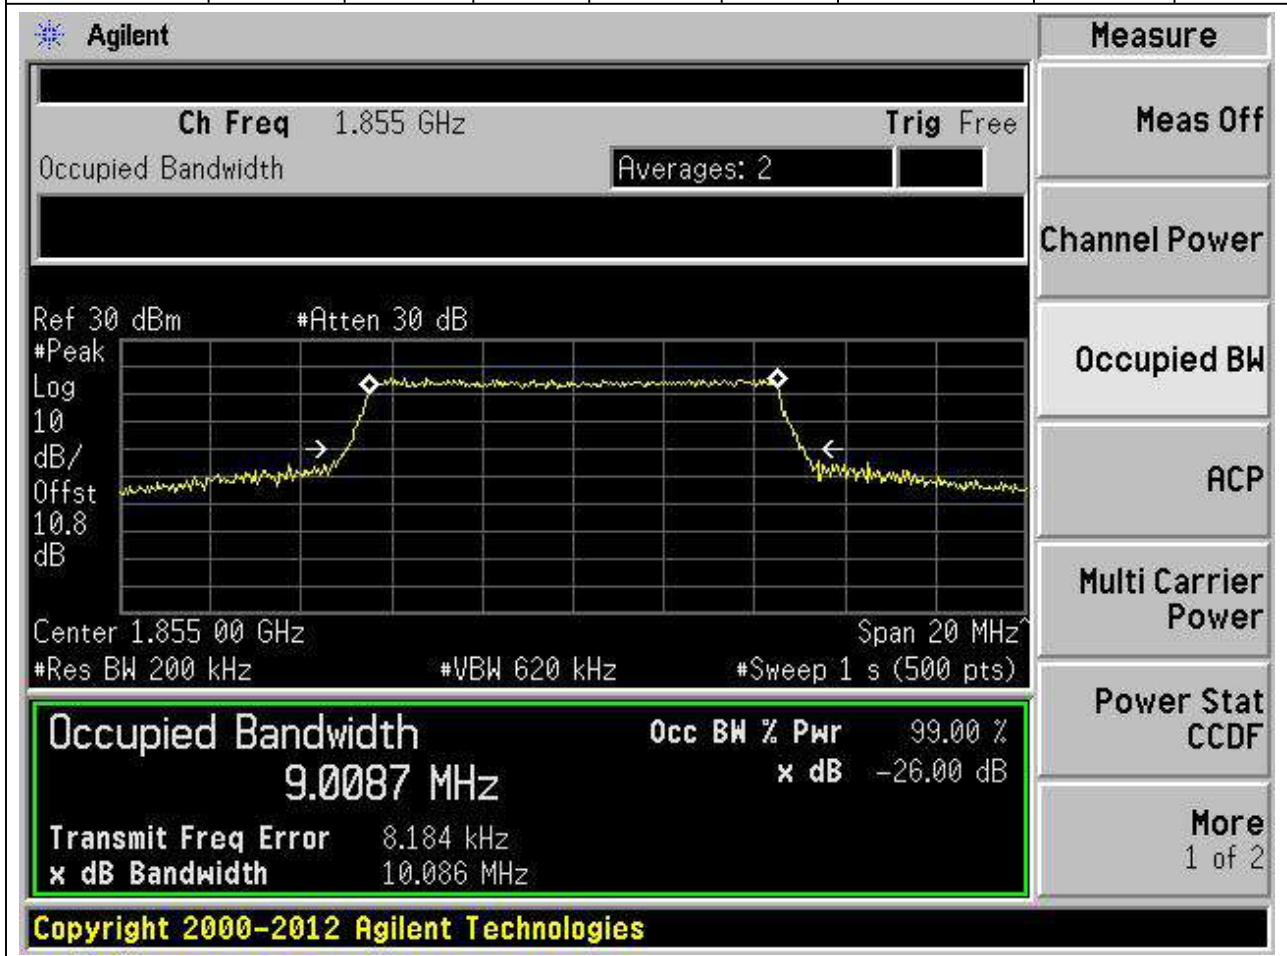 Agilent
Measure
Ch Freq 1.855 GHz Trig Free
Occupied Bandwidth Averages: 2
Ref 30 dBm #Atten 30 dB
#Peak
Log
10
dB/
Offst
10.8
dB
Center 1.855 00 GHz Span 20 MHz^
#Res BW 200 kHz #VBW 620 kHz #Sweep 1 s (500 pts)
Occupied Bandwidth Occ BW % Pwr 99.00 %
9.0087 MHz x dB -26.00 dB
Transmit Freq Error 8.184 kHz
x dB Bandwidth 10.086 MHz
Copyright 2000-2012 Agilent Technologies
Meas Off
Channel Power
Occupied BW
ACP
Multi Carrier
Power
Power Stat
CCDF
More
1 of 2